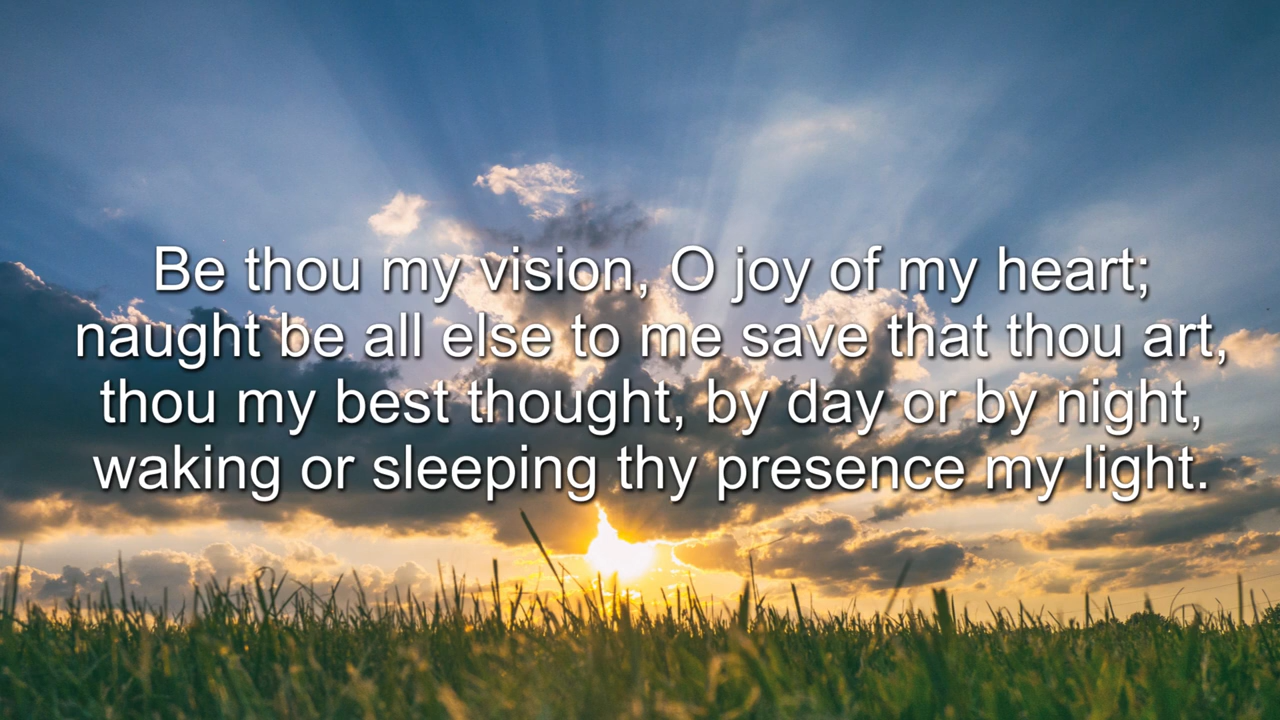 Be thou my vision, O joy of my heart;
naught be all else to me save that thou art,
thou my best thought, by day or by night,
waking or sleeping thy presence my light.